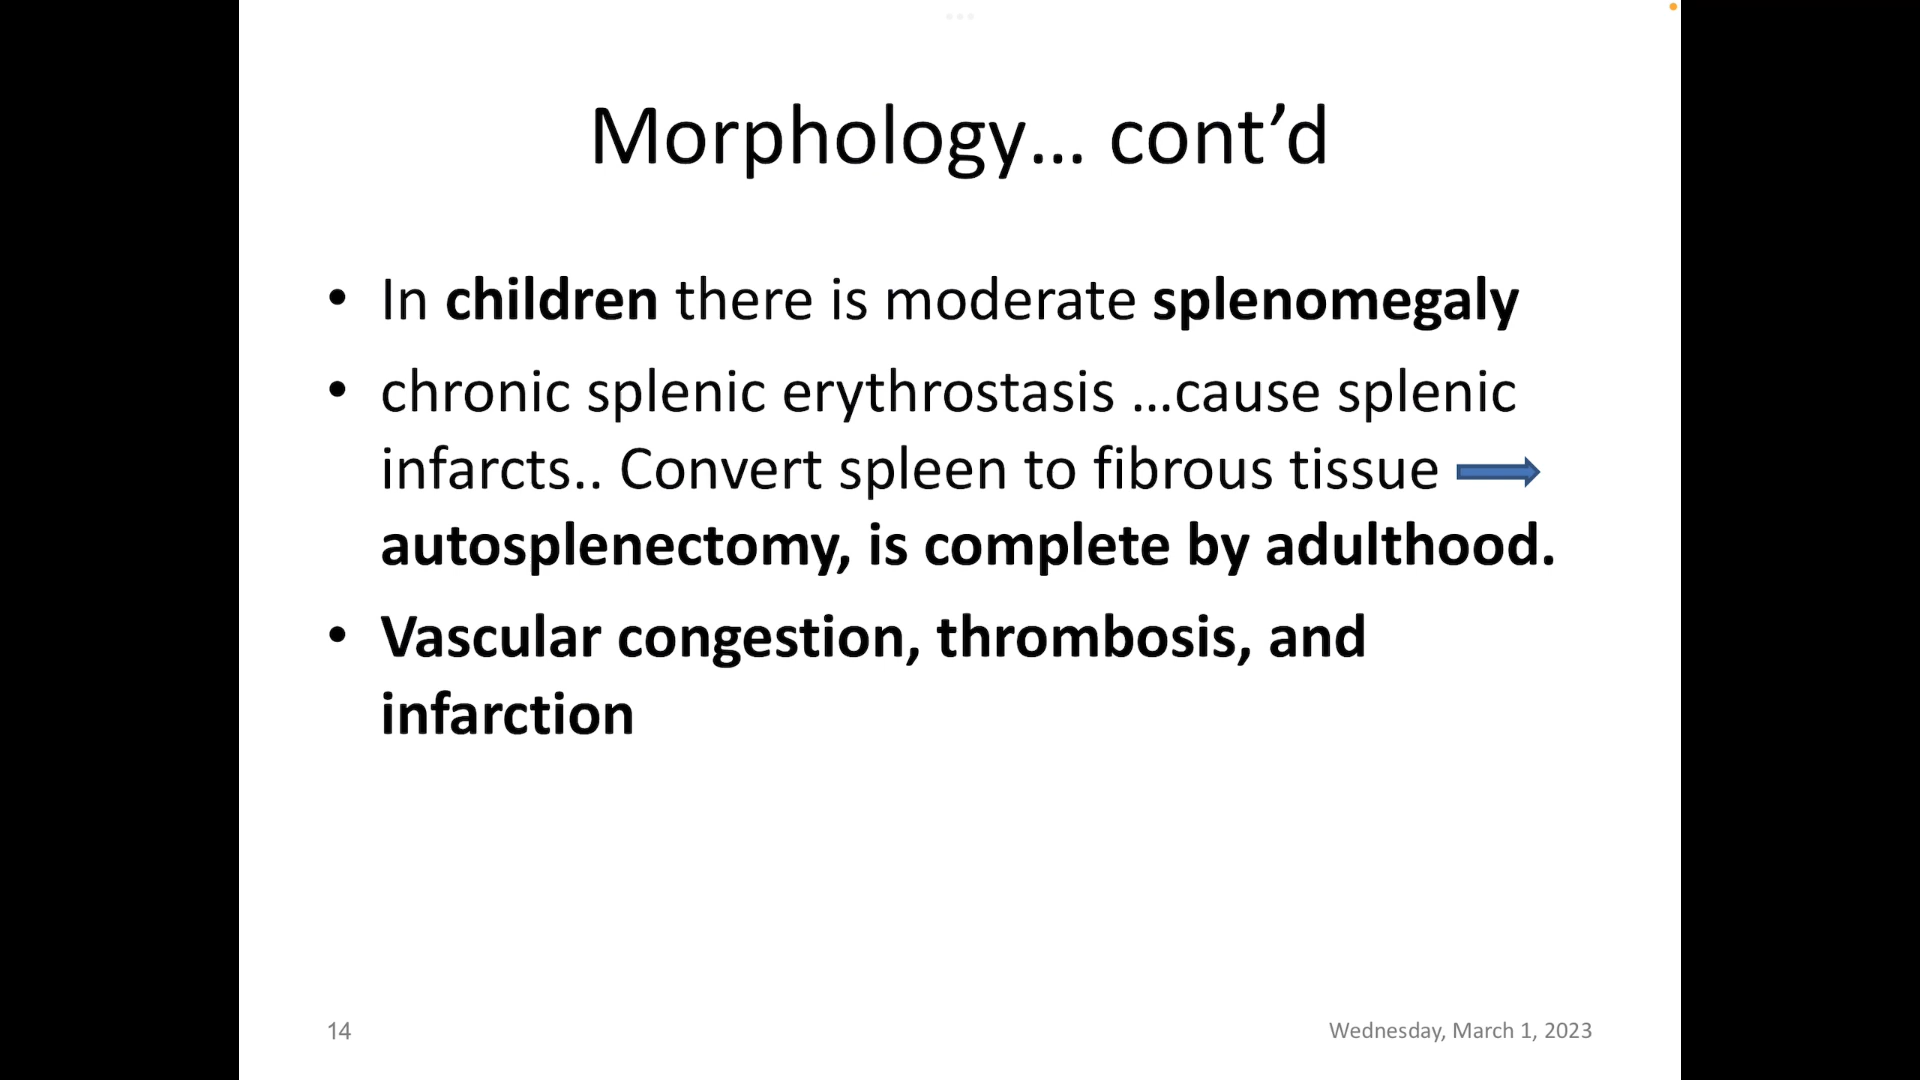 Morphology… cont’d
• In children there is moderate splenomegaly
• chronic splenic erythrostasis …cause splenic
infarcts.. Convert spleen to fibrous tissue
autosplenectomy, is complete by adulthood.
• Vascular congestion, thrombosis, and
infarction
14
Wednesday, March 1, 2023